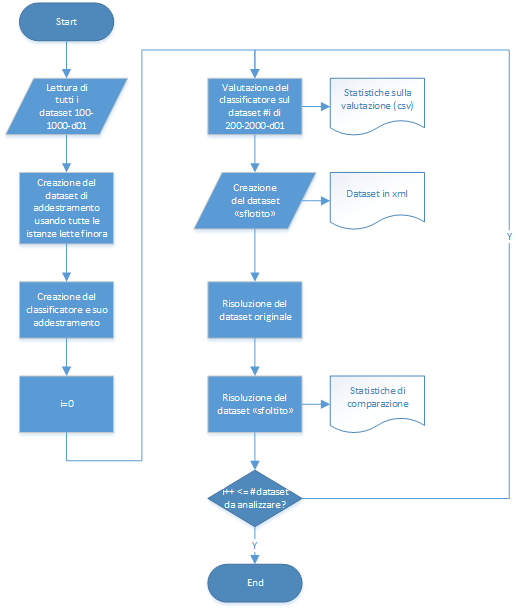 Start
Lettura di
tutti i
dataset 100-
1000-d01
Creazione del
dataset di
addestramento
usando tutte le
istanze lette finora
Creazione del
classificatore e suo
addestramento
i=0
Valutazione del
classificatore sul
dataset #i di
200-2000-d01
Statistiche sulla
valutazione (csv)
Creazione
del dataset
«sflotito»
Dataset in xml
Risoluzione del
dataset originale
Risoluzione del
dataset «sfoltito»
Statistiche di
comparazione
i++ <= #dataset
da analizzare?
Y
Y
End